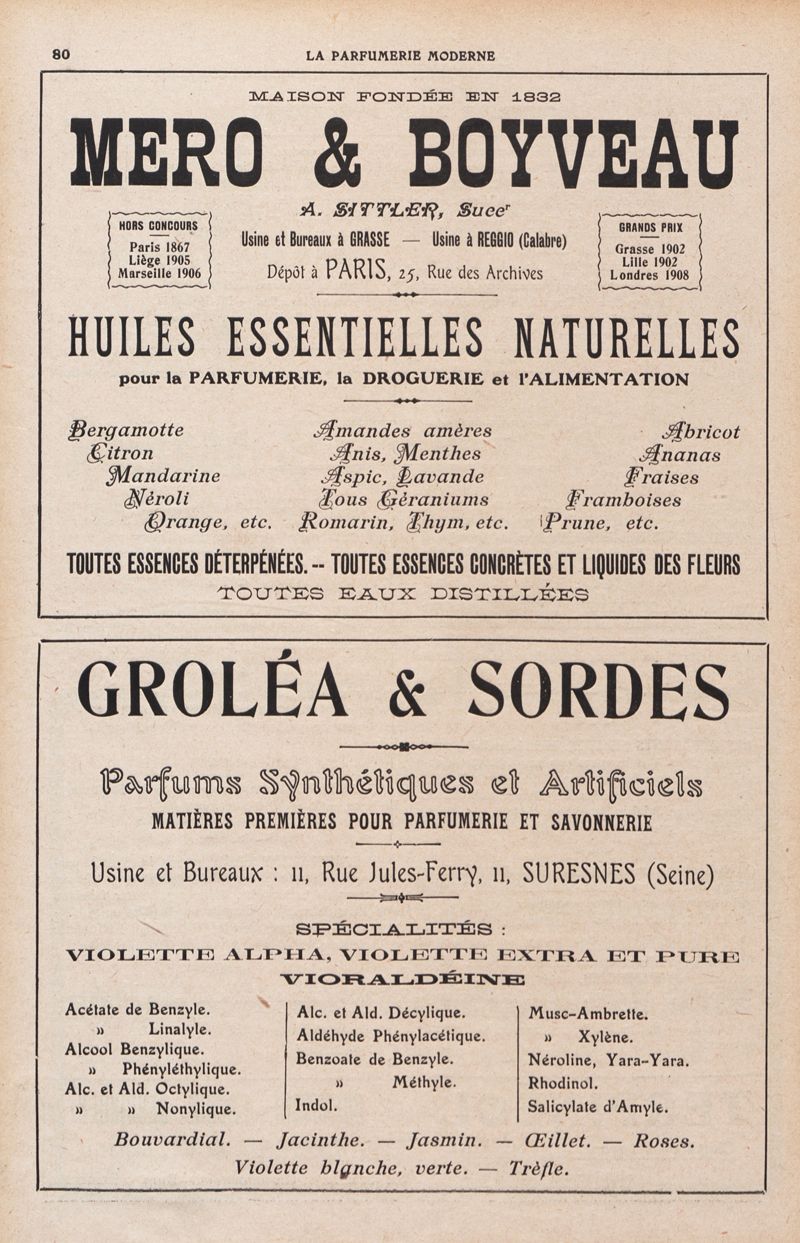 80
LA PARFUMERIE MODERNE
MAISON FONDÉE EN 1832
MERO & BOYVEAU
A. SITTLER, Succr
HORS CONCOURS
Paris 1867
Liège 1905
Marseille 1906
Usine et Bureaux à GRASSE — Usine à REGGIO (Calabre)
Dépôt à PARIS, 25, Rue des Archives
GRANDS PRIX
Grasse 1902
Lille 1902
Londres 1908
HUILES ESSENTIELLES NATURELLES
pour la PARFUMERIE, la DROGUERIE et l'ALIMENTATION
Bergamotte
Citron
Mandarine
Néroli
Orange, etc.
Amandes amères
Anis, Menthes
Aspic, Lavande
Tous Géraniums
Romarin, Thym, etc.
Abricot
Ananas
Fraises
Framboises
Prune, etc.
TOUTES ESSENCES DÉTERPÉNÉES. -- TOUTES ESSENCES CONCRÈTES ET LIQUIDES DES FLEURS
TOUTES EAUX DISTILLÉES
GROLÉA & SORDES
Parfums Synthétiques et Artificiels
MATIÈRES PREMIÈRES POUR PARFUMERIE ET SAVONNERIE
Usine et Bureaux : 11, Rue Jules-Ferry, 11, SURESNES (Seine)
SPÉCIALITÉS :
VIOLETTE ALPHA, VIOLETTE EXTRA ET PURE
VIORALDÉINE
Acétate de Benzyle.
» Linalyle.
Alcool Benzylique.
» Phényléthylique.
Alc. et Ald. Octylique.
» » Nonylique.
Alc. et Ald. Décylique.
Aldéhyde Phénylacétique.
Benzoate de Benzyle.
» Méthyle.
Indol.
Musc-Ambrette.
» Xylène.
Néroline, Yara-Yara.
Rhodinol.
Salicylate d'Amyle.
Bouvardial. — Jacinthe. — Jasmin. — Œillet. — Roses.
Violette blanche, verte. — Trèfle.